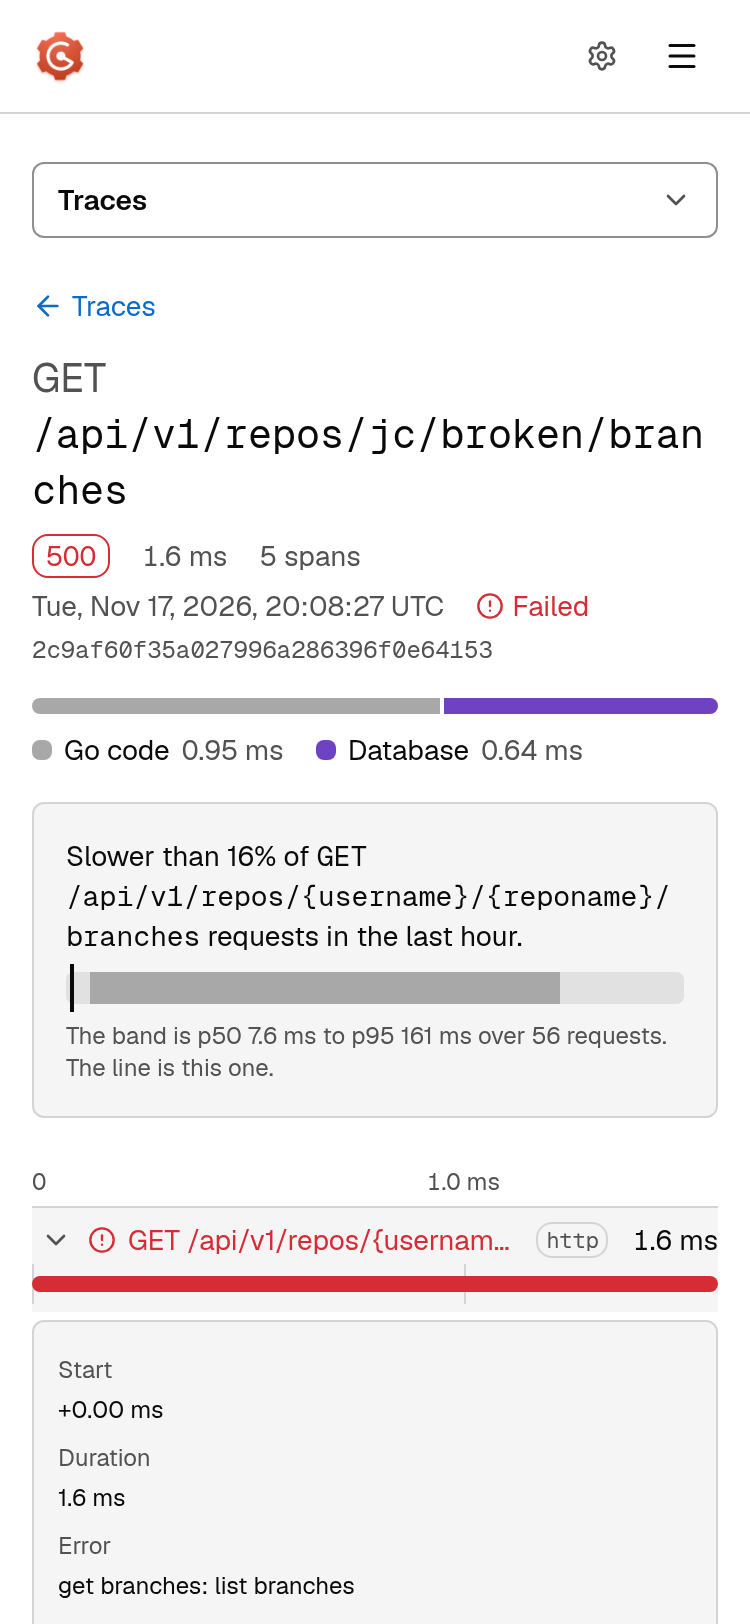 Traces
Traces
GET
/api/v1/repos/jc/broken/bran
ches
500 1.6 ms 5 spans
Tue, Nov 17, 2026, 20:08:27 UTC Failed
2c9af60f35a027996a286396f0e64153
Go code 0.95 ms Database 0.64 ms
Slower than 16% of GET
/api/v1/repos/{username}/{reponame}/
branches requests in the last hour.
The band is p50 7.6 ms to p95 161 ms over 56 requests.
The line is this one.
0 1.0 ms
GET /api/v1/repos/{usernam... http 1.6 ms
Start
+0.00 ms
Duration
1.6 ms
Error
get branches: list branches